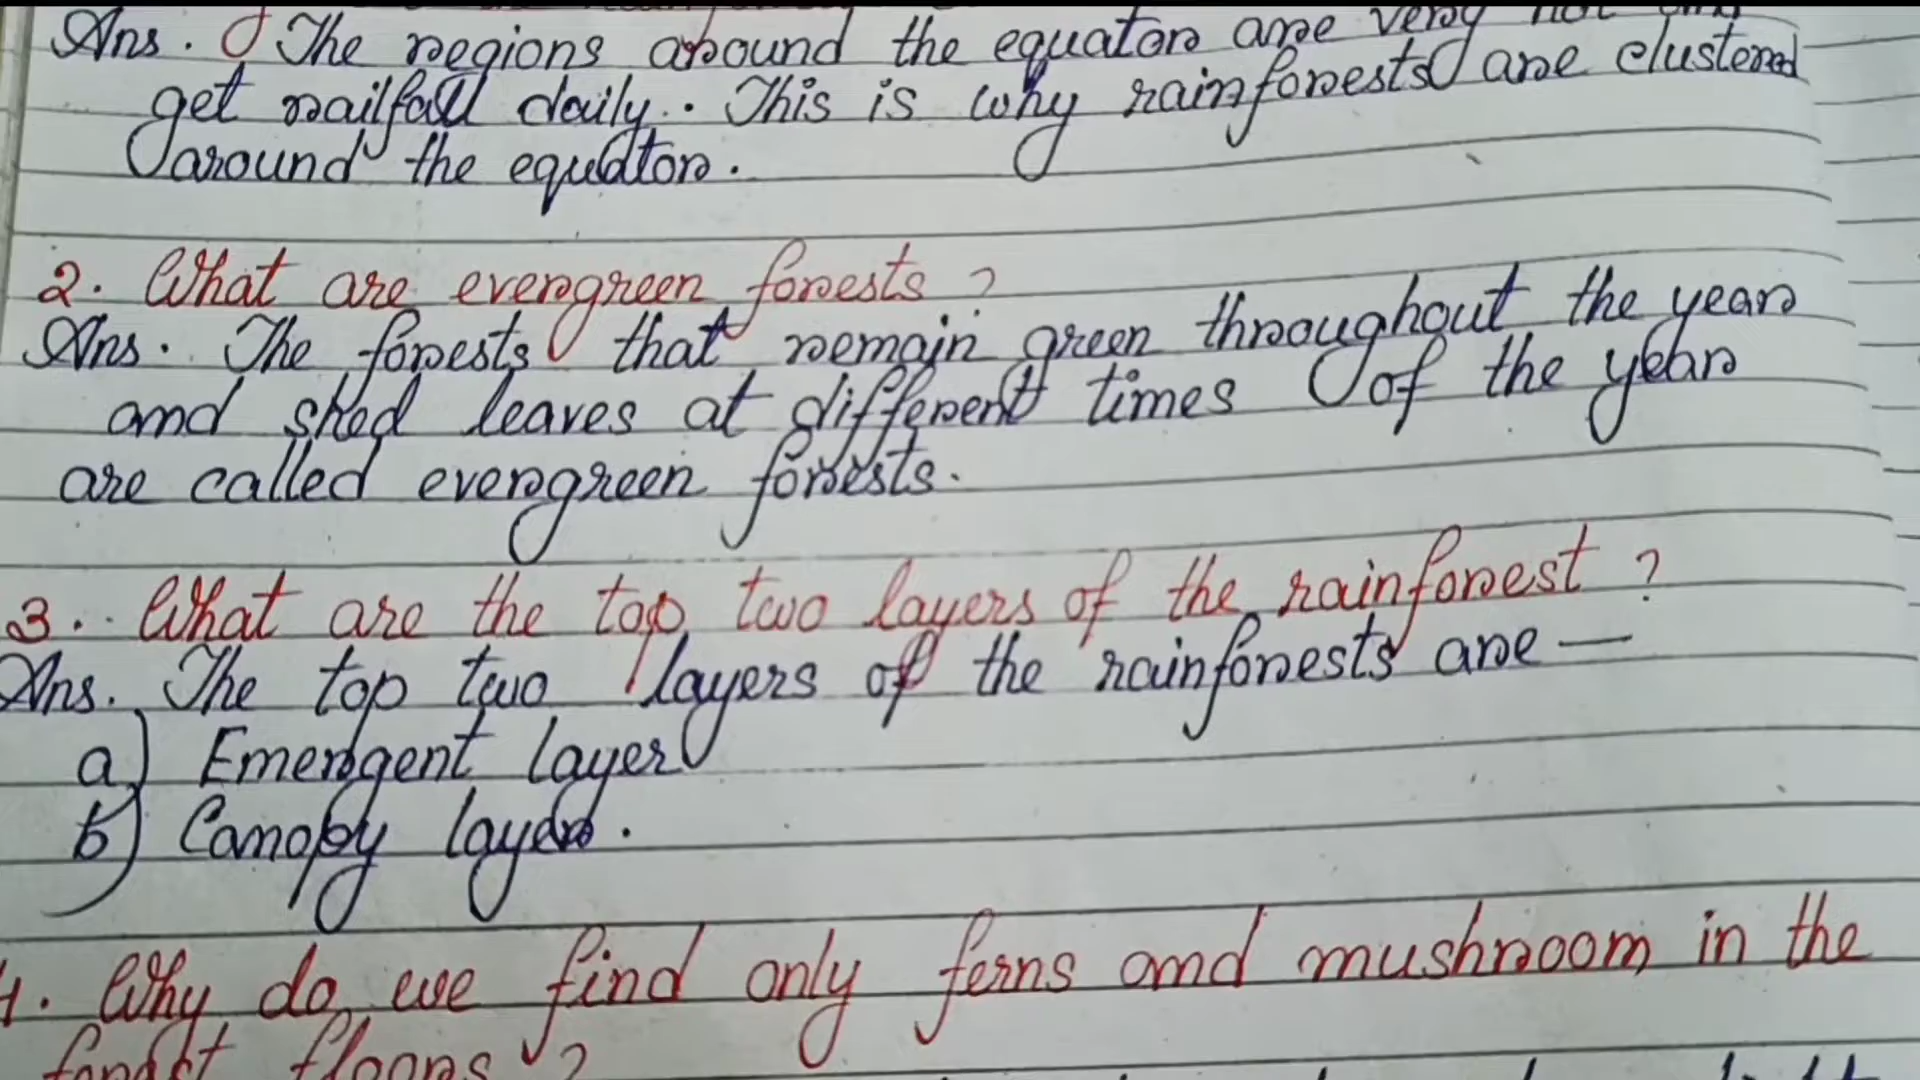 Ans. The regions around the equator are very hot and
get railfall daily. This is why rainforests are clustered
around the equator.
2. What are evergreen forests?
Ans. The forests that remain green throughout the year
and shed leaves at different times of the year
are called evergreen forests.
3. What are the top two layers of the rainforest?
Ans. The top two layers of the rainforests are —
a) Emergent layer
b) Canopy layer.
4. Why do we find only ferns and mushroom in the
forest floors?